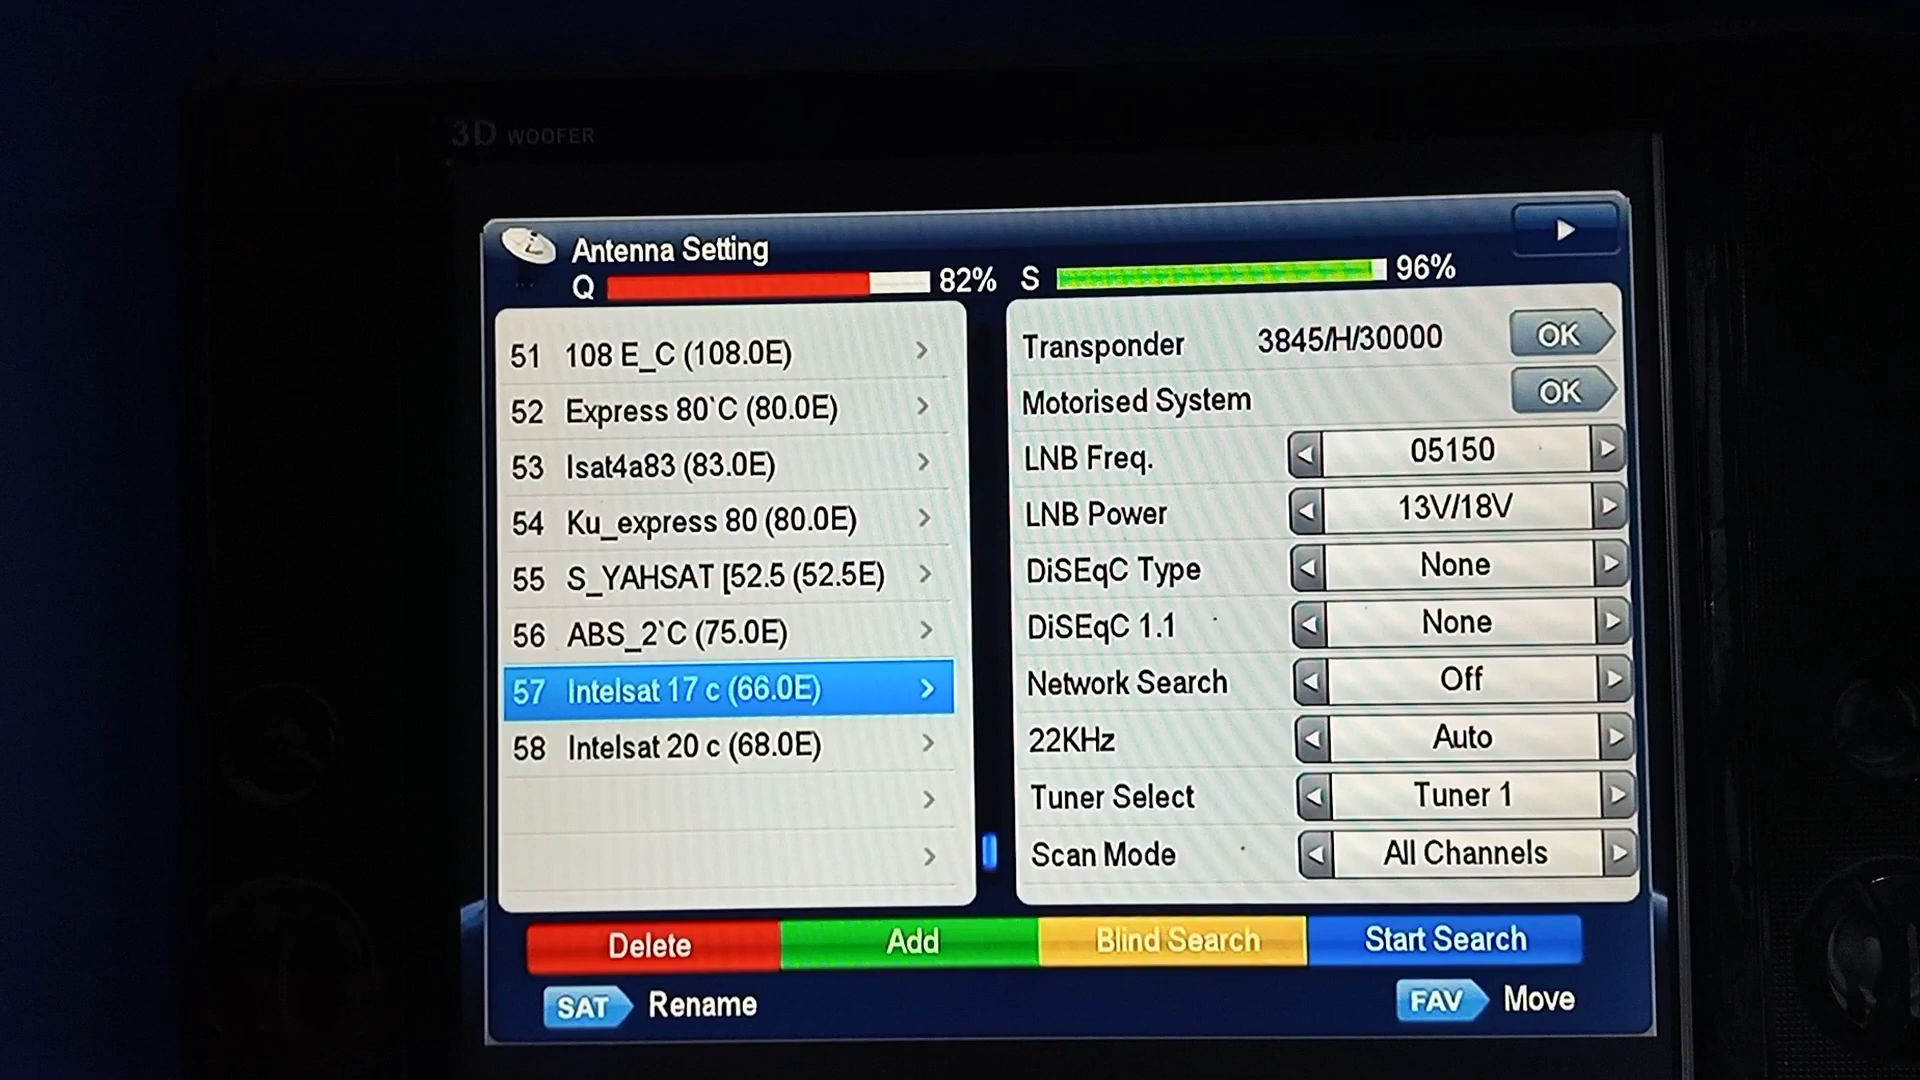 3D WOOFER
Antenna Setting
Q 82% S 96%
51 108 E_C (108.0E)
52 Express 80`C (80.0E)
53 Isat4a83 (83.0E)
54 Ku_express 80 (80.0E)
55 S_YAHSAT [52.5 (52.5E)
56 ABS_2`C (75.0E)
57 Intelsat 17 c (66.0E)
58 Intelsat 20 c (68.0E)
Transponder 3845/H/30000 OK
Motorised System OK
LNB Freq. 05150
LNB Power 13V/18V
DiSEqC Type None
DiSEqC 1.1 None
Network Search Off
22KHz Auto
Tuner Select Tuner 1
Scan Mode All Channels
Delete Add Blind Search Start Search
SAT Rename FAV Move